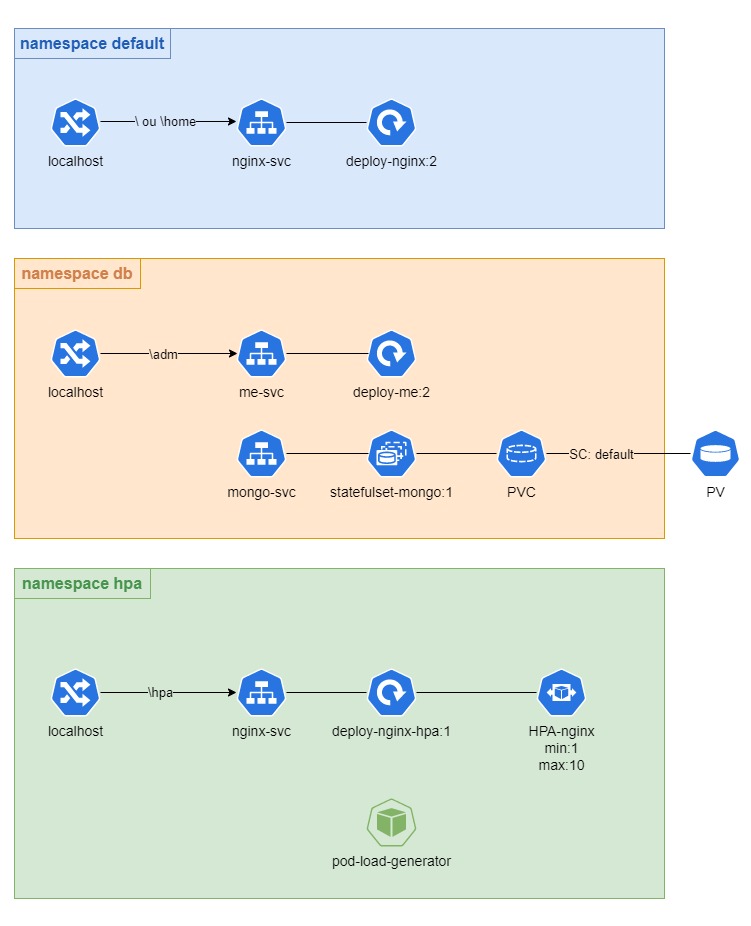 namespace default
\ ou \home
localhost
nginx-svc
deploy-nginx:2
namespace db
\adm
localhost
me-svc
deploy-me:2
SC: default
mongo-svc
statefulset-mongo:1
PVC
PV
namespace hpa
\hpa
localhost
nginx-svc
deploy-nginx-hpa:1
HPA-nginx
min:1
max:10
pod-load-generator